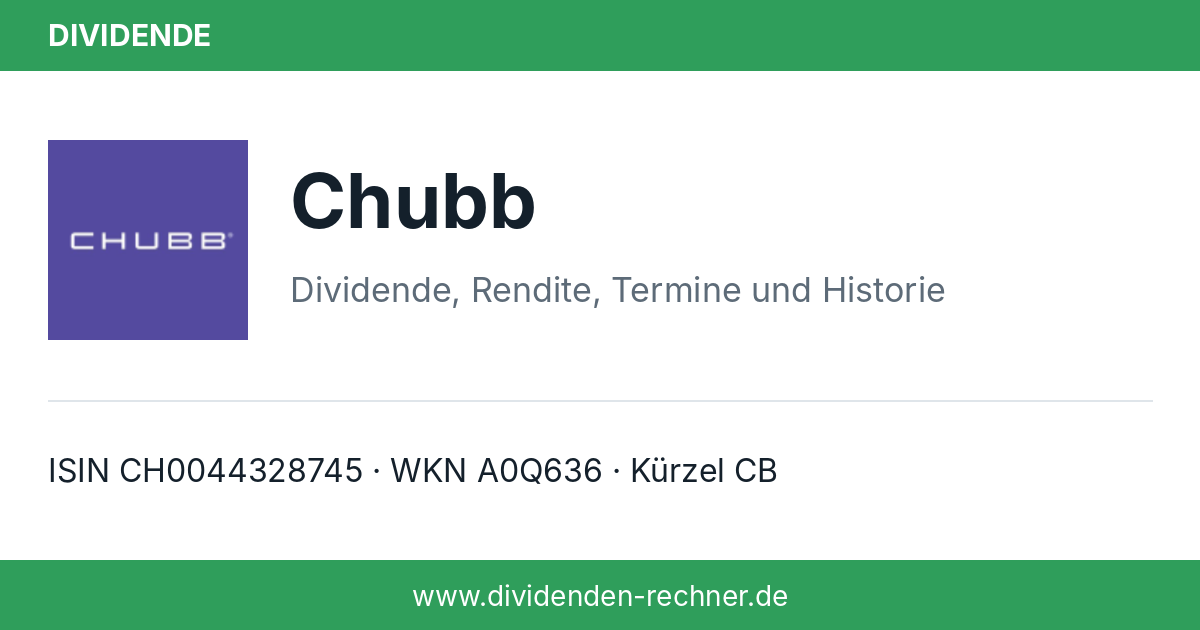 DIVIDENDE
CHUBB®
Chubb
Dividende, Rendite, Termine und Historie
ISIN CH0044328745 · WKN A0Q636 · Kürzel CB
www.dividenden-rechner.de